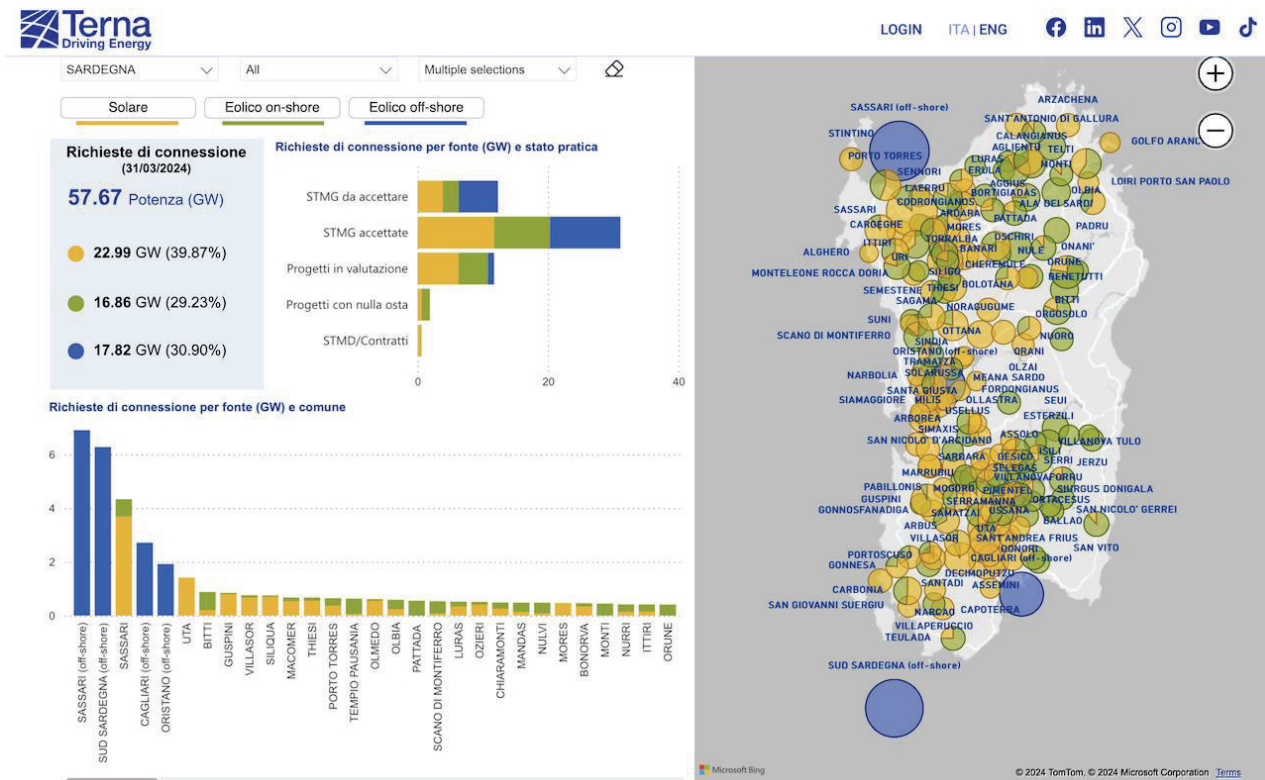 Terna
Driving Energy
LOGIN ITA | ENG
SARDEGNA All Multiple selections
Solare Eolico on-shore Eolico off-shore
Richieste di connessione
(31/03/2024)
57.67 Potenza (GW)
22.99 GW (39.87%)
16.86 GW (29.23%)
17.82 GW (30.90%)
Richieste di connessione per fonte (GW) e stato pratica
STMG da accettare
STMG accettate
Progetti in valutazione
Progetti con nulla osta
STMD/Contratti
0 20 40
Richieste di connessione per fonte (GW) e comune
6
4
2
0
SASSARI (off-shore)
SUD SARDEGNA (off-shore)
SASSARI
CAGLIARI (off-shore)
ORISTANO (off-shore)
UTA
BITTI
GUSPINI
VILLASOR
SILIQUA
MACOMER
THIESI
PORTO TORRES
TEMPIO PAUSANIA
OLMEDO
OLBIA
PATTADA
SCANO DI MONTIFERRO
LURAS
OZIERI
CHIARAMONTI
MANDAS
NULVI
MORES
BONORVA
MONTI
NURRI
ITTIRI
ORUNE
ARZACHENA
SASSARI (off-shore)
SANT'ANTONIO DI GALLURA
STINTINO
CALANGIANUS
AGLIENTO TELTI
GOLFO ARANC
PORTO TORRES
LURAS
MONTI
ERULA
SENNORI
AGGIUS
LOIRI PORTO SAN PAOLO
LAERRU
BORTIGIADAS
OLBIA
CODRONGIANOS
ALA DEI SARDI
SASSARI
ARDARA
PATTADA
CARGEGHE
MORES
PADRU
ITTIRI
TORRALBA
OSCHIRI
ALGHERO
BANARI
NULE
ONANI'
URI
CHEREMULE
ORUNE
MONTELEONE ROCCA DORIA
SILIGO
BENETUTTI
SEMESTENE THIESI BOLOTANA
SAGAMA
BITTI
NORAGUGUME
ORGOSOLO
SUNI
OTTANA
SCANO DI MONTIFERRO
NUORO
SINDIA
ORISTANO (off-shore)
ORANI
TRAMATZA
OLZAI
NARBOLIA
SOLARUSSA
MEANA SARDO
SANTA GIUSTA
FORDONGIANUS
SIAMAGGIORE MILIS
OLLASTRA
SEUI
ARBOREA
USELLUS
ESTERZILI
SIMAXIS
SAN NICOLO' D'ARCIDANO
ASSOLO
VILLANOVA TULO
ISILI
SARDARA
GESICO
SERRI JERZU
MARRUBIU
SELEGAS
VILLANOVAFORRU
PABILLONIS
MOGORO
PIMENTEL
SIURGUS DONIGALA
GUSPINI
SERRAMANNA
ORTACESUS
GONNOSFANADIGA
SAMATZAI
USSANA
SAN NICOLO' GERREI
ARBUS
UTA
BALLAO
VILLASOR
SANT'ANDREA FRIUS
PORTOSCUSO
DONORI
SAN VITO
GONNESA
CAGLIARI (off-shore)
DECIMOPUTZU
CARBONIA
SANTADI
ASSEMINI
SAN GIOVANNI SUERGIU
NARCAO
CAPOTERRA
VILLAPERUCCIO
TEULADA
SUD SARDEGNA (off-shore)
Microsoft Bing
© 2024 TomTom, © 2024 Microsoft Corporation Terms